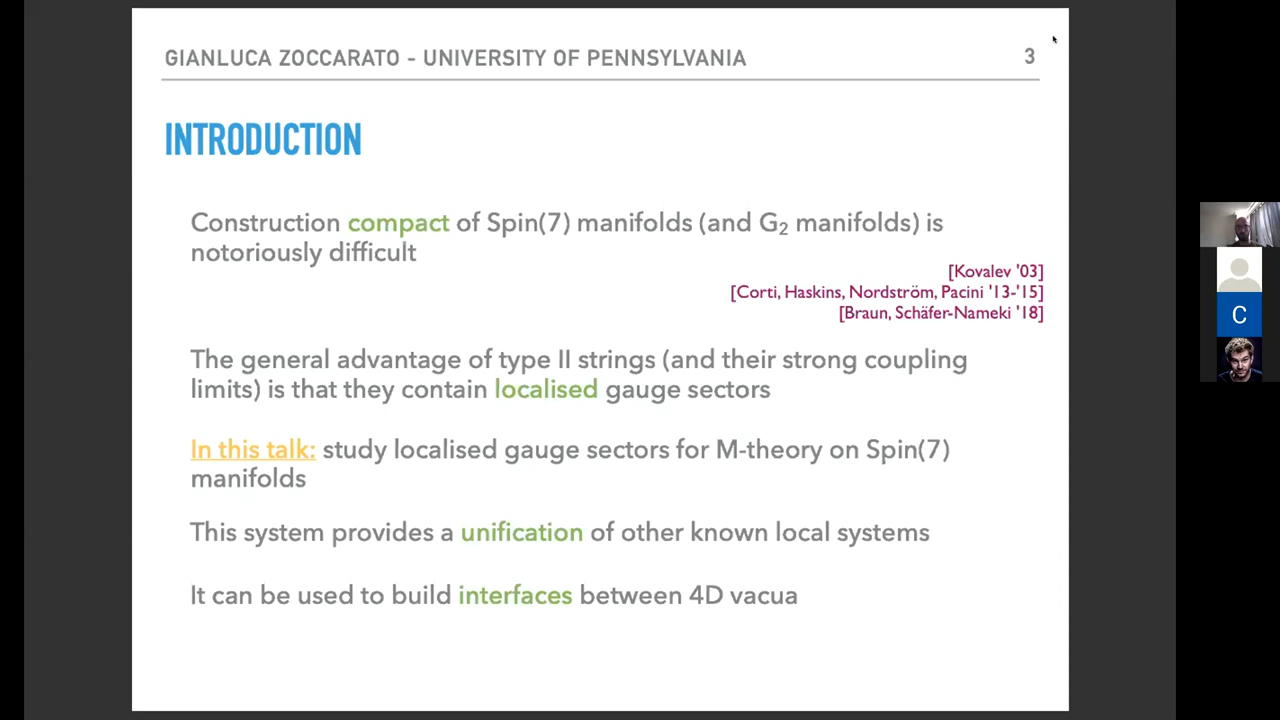 GIANLUCA ZOCCARATO - UNIVERSITY OF PENNSYLVANIA 3
INTRODUCTION
Construction compact of Spin(7) manifolds (and G₂ manifolds) is
notoriously difficult
[Kovalev '03]
[Corti, Haskins, Nordström, Pacini '13-'15]
[Braun, Schäfer-Nameki '18]
The general advantage of type II strings (and their strong coupling
limits) is that they contain localised gauge sectors
In this talk: study localised gauge sectors for M-theory on Spin(7)
manifolds
This system provides a unification of other known local systems
It can be used to build interfaces between 4D vacua
C